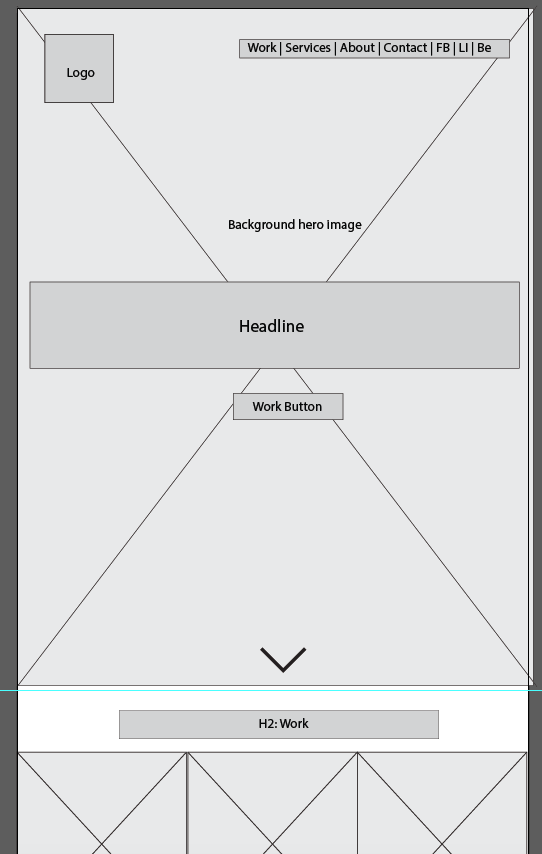 Logo
Work | Services | About | Contact | FB | LI | Be
Background hero image
Headline
Work Button
H2: Work